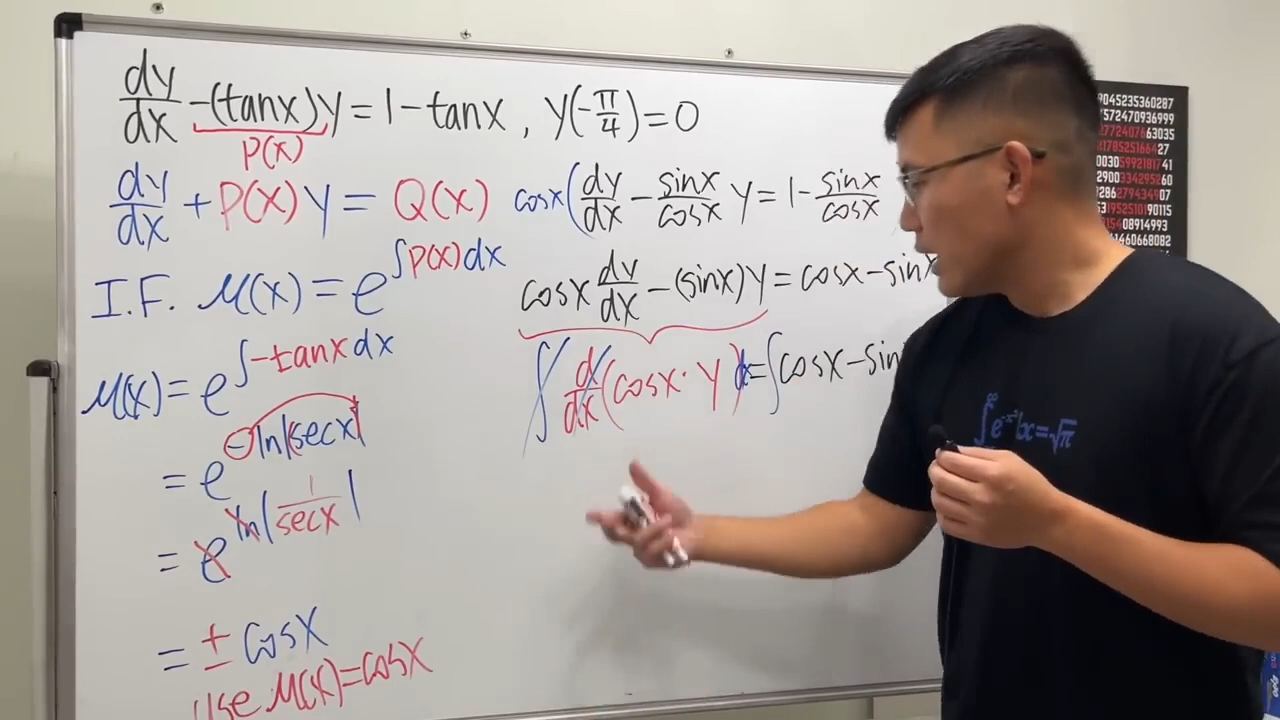 dy/dx -(tanx)y = 1 - tanx , y(-π/4) = 0
P(x)
dy/dx + P(x) y = Q(x)
I.F. μ(x) = e^∫P(x)dx
μ(x) = e^∫-tanx dx
= e^-ln|secx|
= e^ln|1/secx|
= ± cosx
use μ(x)=cosx
cosx(dy/dx - sinx/cosx y = 1 - sinx/cosx
cosx dy/dx - (sinx)y = cosx - sinx
∫ d/dx (cosx · y) dx = ∫ cosx - sin
∫ e^-x² dx = √π